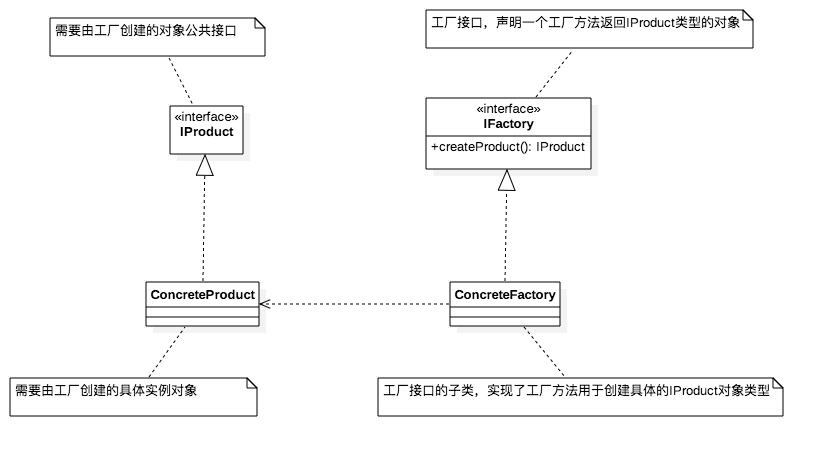 需要由工厂创建的对象公共接口
工厂接口，声明一个工厂方法返回IProduct类型的对象
«interface»
IProduct
«interface»
IFactory
+createProduct(): IProduct
ConcreteProduct
ConcreteFactory
需要由工厂创建的具体实例对象
工厂接口的子类，实现了工厂方法用于创建具体的IProduct对象类型